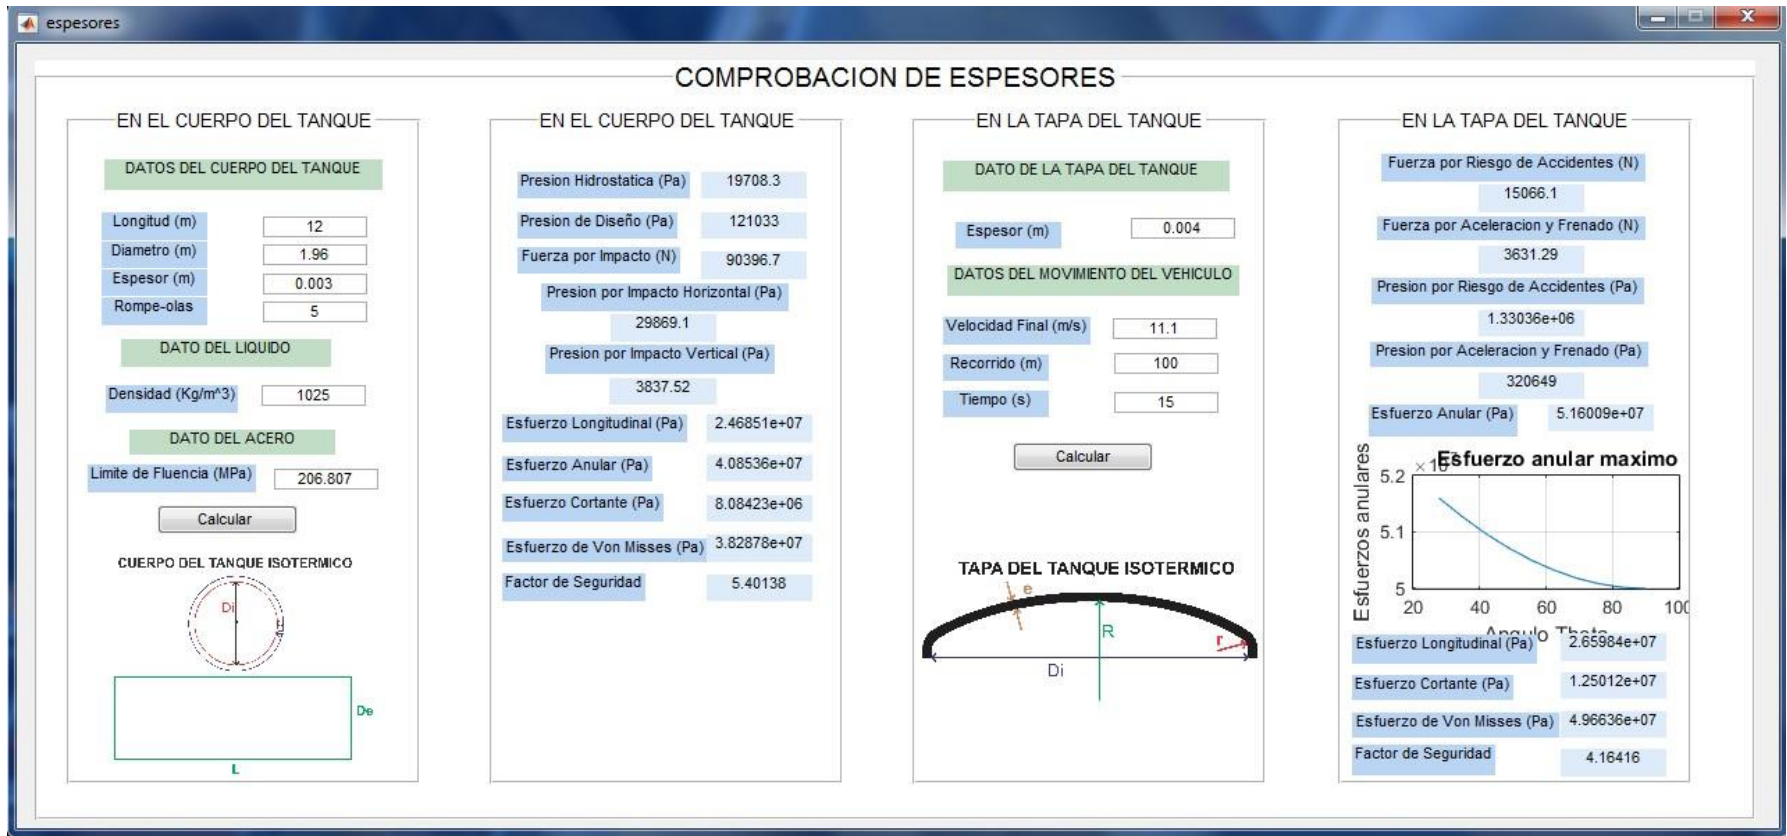 espesores
COMPROBACION DE ESPESORES
EN EL CUERPO DEL TANQUE
DATOS DEL CUERPO DEL TANQUE
Longitud (m) 12
Diametro (m) 1.96
Espesor (m) 0.003
Rompe-olas 5
DATO DEL LIQUIDO
Densidad (Kg/m^3) 1025
DATO DEL ACERO
Limite de Fluencia (MPa) 206.807
Calcular
CUERPO DEL TANQUE ISOTERMICO
Di
De
L
EN EL CUERPO DEL TANQUE
Presion Hidrostatica (Pa) 19708.3
Presion de Diseño (Pa) 121033
Fuerza por Impacto (N) 90396.7
Presion por Impacto Horizontal (Pa)
29869.1
Presion por Impacto Vertical (Pa)
3837.52
Esfuerzo Longitudinal (Pa) 2.46851e+07
Esfuerzo Anular (Pa) 4.08536e+07
Esfuerzo Cortante (Pa) 8.08423e+06
Esfuerzo de Von Misses (Pa) 3.82878e+07
Factor de Seguridad 5.40138
EN LA TAPA DEL TANQUE
DATO DE LA TAPA DEL TANQUE
Espesor (m) 0.004
DATOS DEL MOVIMIENTO DEL VEHICULO
Velocidad Final (m/s) 11.1
Recorrido (m) 100
Tiempo (s) 15
Calcular
TAPA DEL TANQUE ISOTERMICO
e
R
r
Di
EN LA TAPA DEL TANQUE
Fuerza por Riesgo de Accidentes (N)
15066.1
Fuerza por Aceleracion y Frenado (N)
3631.29
Presion por Riesgo de Accidentes (Pa)
1.33036e+06
Presion por Aceleracion y Frenado (Pa)
320649
Esfuerzo Anular (Pa) 5.16009e+07
Esfuerzo anular maximo
× 10
5.2
5.1
5
Esfuerzos anulares
20 40 60 80 100
Angulo Theta
Esfuerzo Longitudinal (Pa) 2.65984e+07
Esfuerzo Cortante (Pa) 1.25012e+07
Esfuerzo de Von Misses (Pa) 4.96636e+07
Factor de Seguridad 4.16416